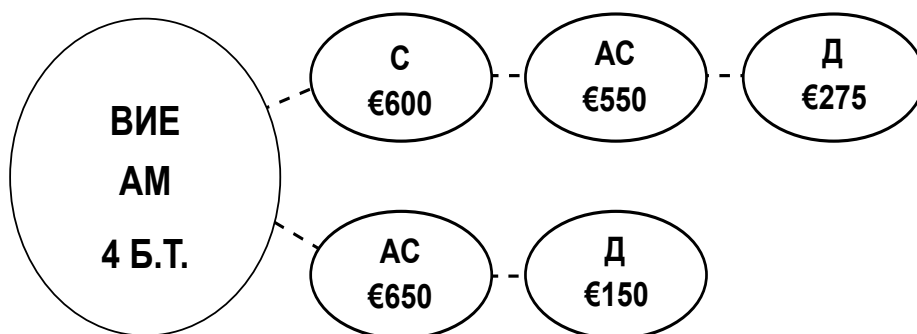 ВИЕ
АМ
4 Б.Т.
С
€600
АС
€550
Д
€275
АС
€650
Д
€150